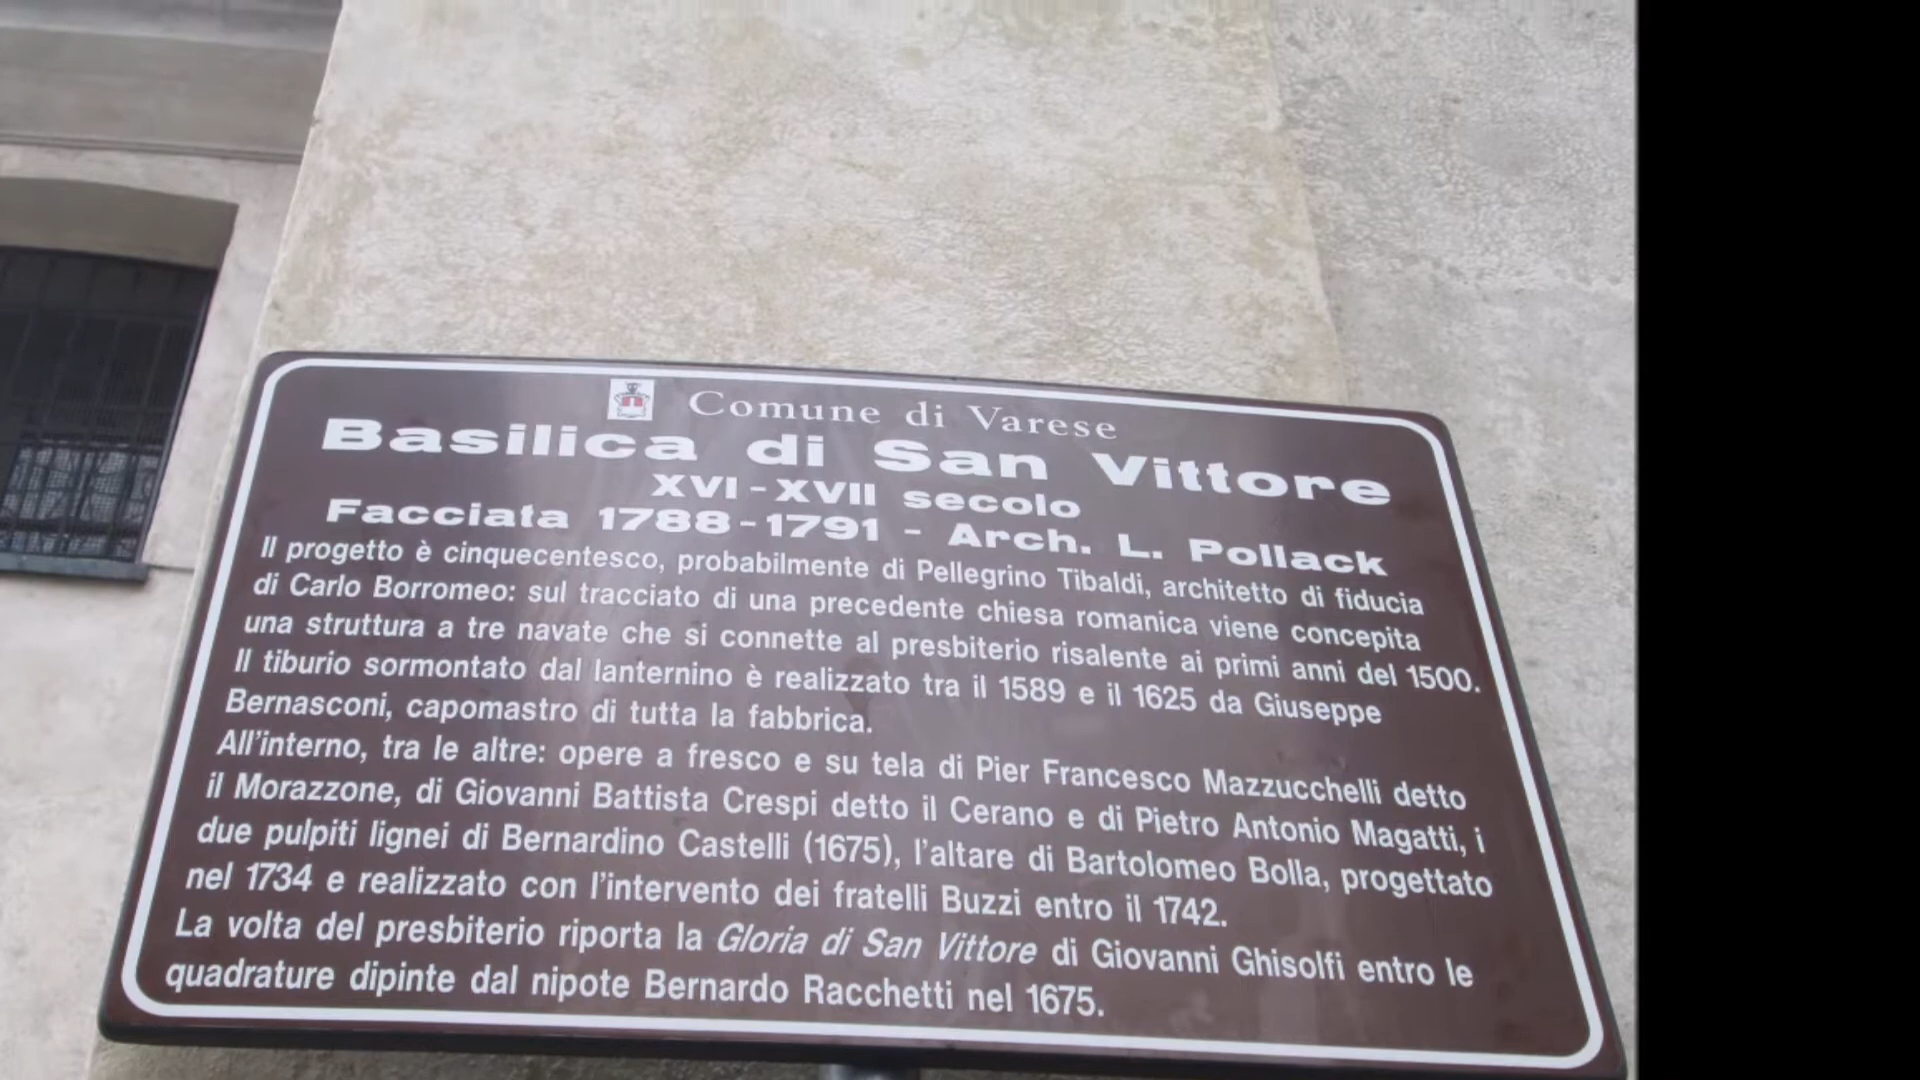 Comune di Varese
Basilica di San Vittore
XVI-XVII secolo
Facciata 1788-1791 - Arch. L. Pollack
Il progetto è cinquecentesco, probabilmente di Pellegrino Tibaldi, architetto di fiducia
di Carlo Borromeo: sul tracciato di una precedente chiesa romanica viene concepita
una struttura a tre navate che si connette al presbiterio risalente ai primi anni del 1500.
Il tiburio sormontato dal lanternino è realizzato tra il 1589 e il 1625 da Giuseppe
Bernasconi, capomastro di tutta la fabbrica.
All'interno, tra le altre: opere a fresco e su tela di Pier Francesco Mazzucchelli detto
il Morazzone, di Giovanni Battista Crespi detto il Cerano e di Pietro Antonio Magatti, i
due pulpiti lignei di Bernardino Castelli (1675), l'altare di Bartolomeo Bolla, progettato
nel 1734 e realizzato con l'intervento dei fratelli Buzzi entro il 1742.
La volta del presbiterio riporta la Gloria di San Vittore di Giovanni Ghisolfi entro le
quadrature dipinte dal nipote Bernardo Racchetti nel 1675.